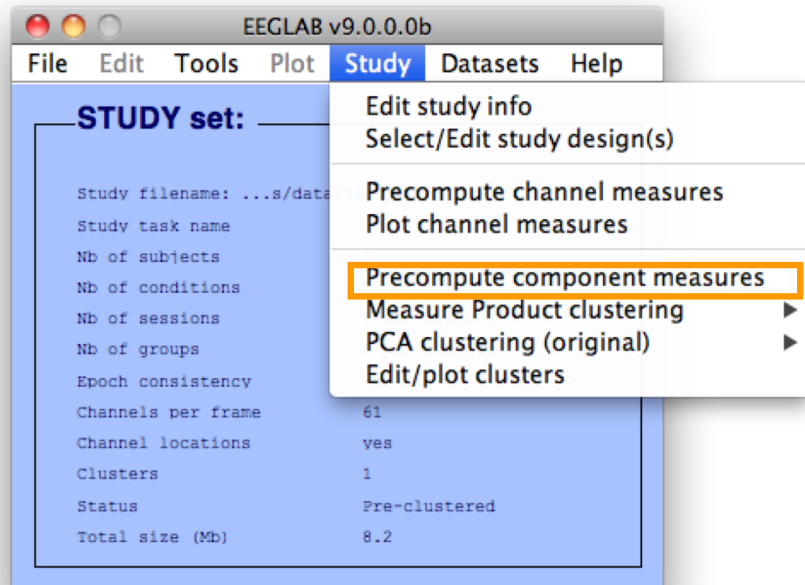 EEGLAB v9.0.0.0b
File Edit Tools Plot Study Datasets Help
STUDY set:
Edit study info
Select/Edit study design(s)
Precompute channel measures
Plot channel measures
Precompute component measures
Measure Product clustering
PCA clustering (original)
Edit/plot clusters
Study filename: ...s/data
Study task name
Nb of subjects
Nb of conditions
Nb of sessions
Nb of groups
Epoch consistency
Channels per frame 61
Channel locations yes
Clusters 1
Status Pre-clustered
Total size (Mb) 8.2